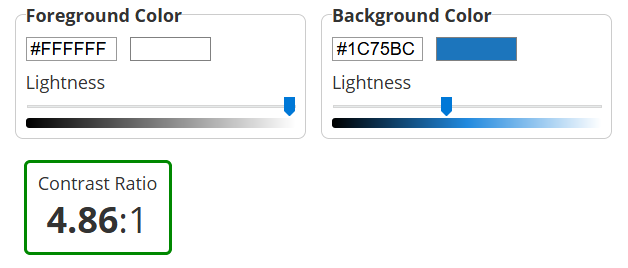 Foreground Color
#FFFFFF
Lightness
Background Color
#1C75BC
Lightness
Contrast Ratio
4.86:1